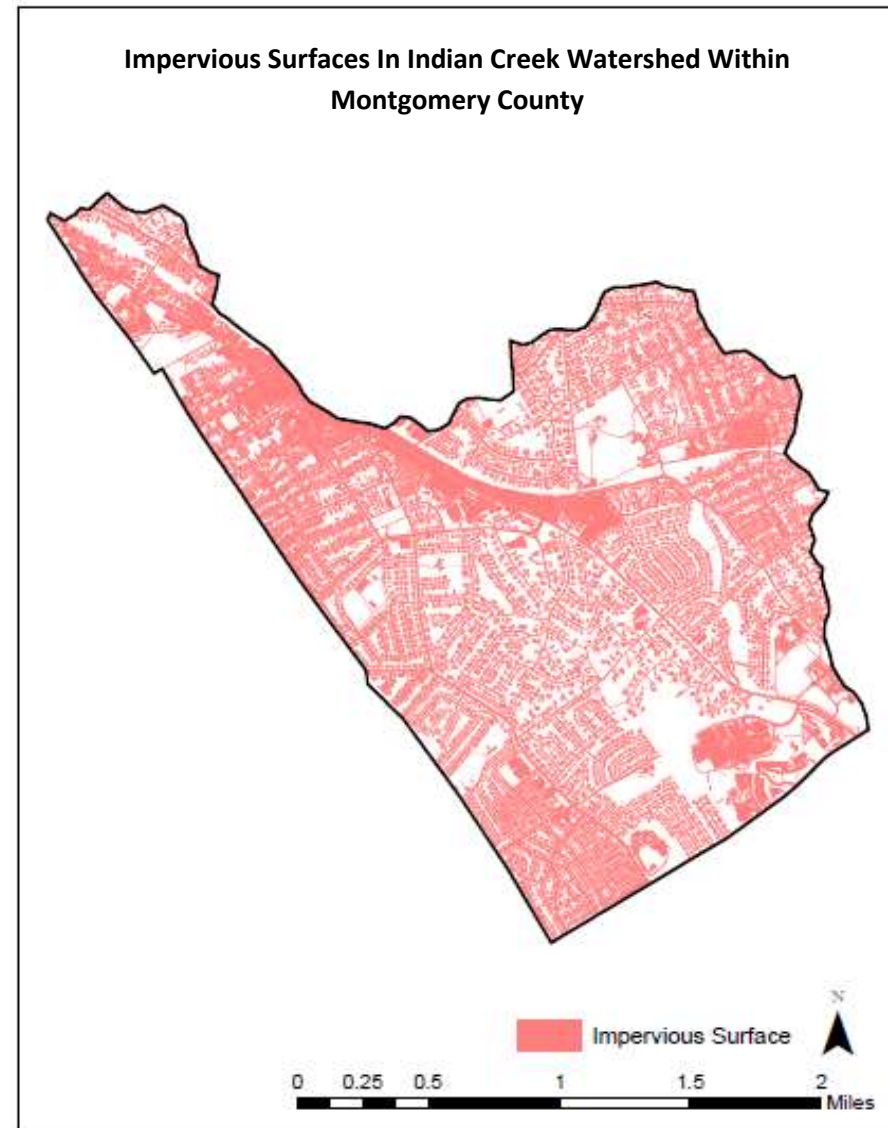 Impervious Surfaces In Indian Creek Watershed Within
Montgomery County
N
Impervious Surface
0 0.25 0.5 1 1.5 2
Miles